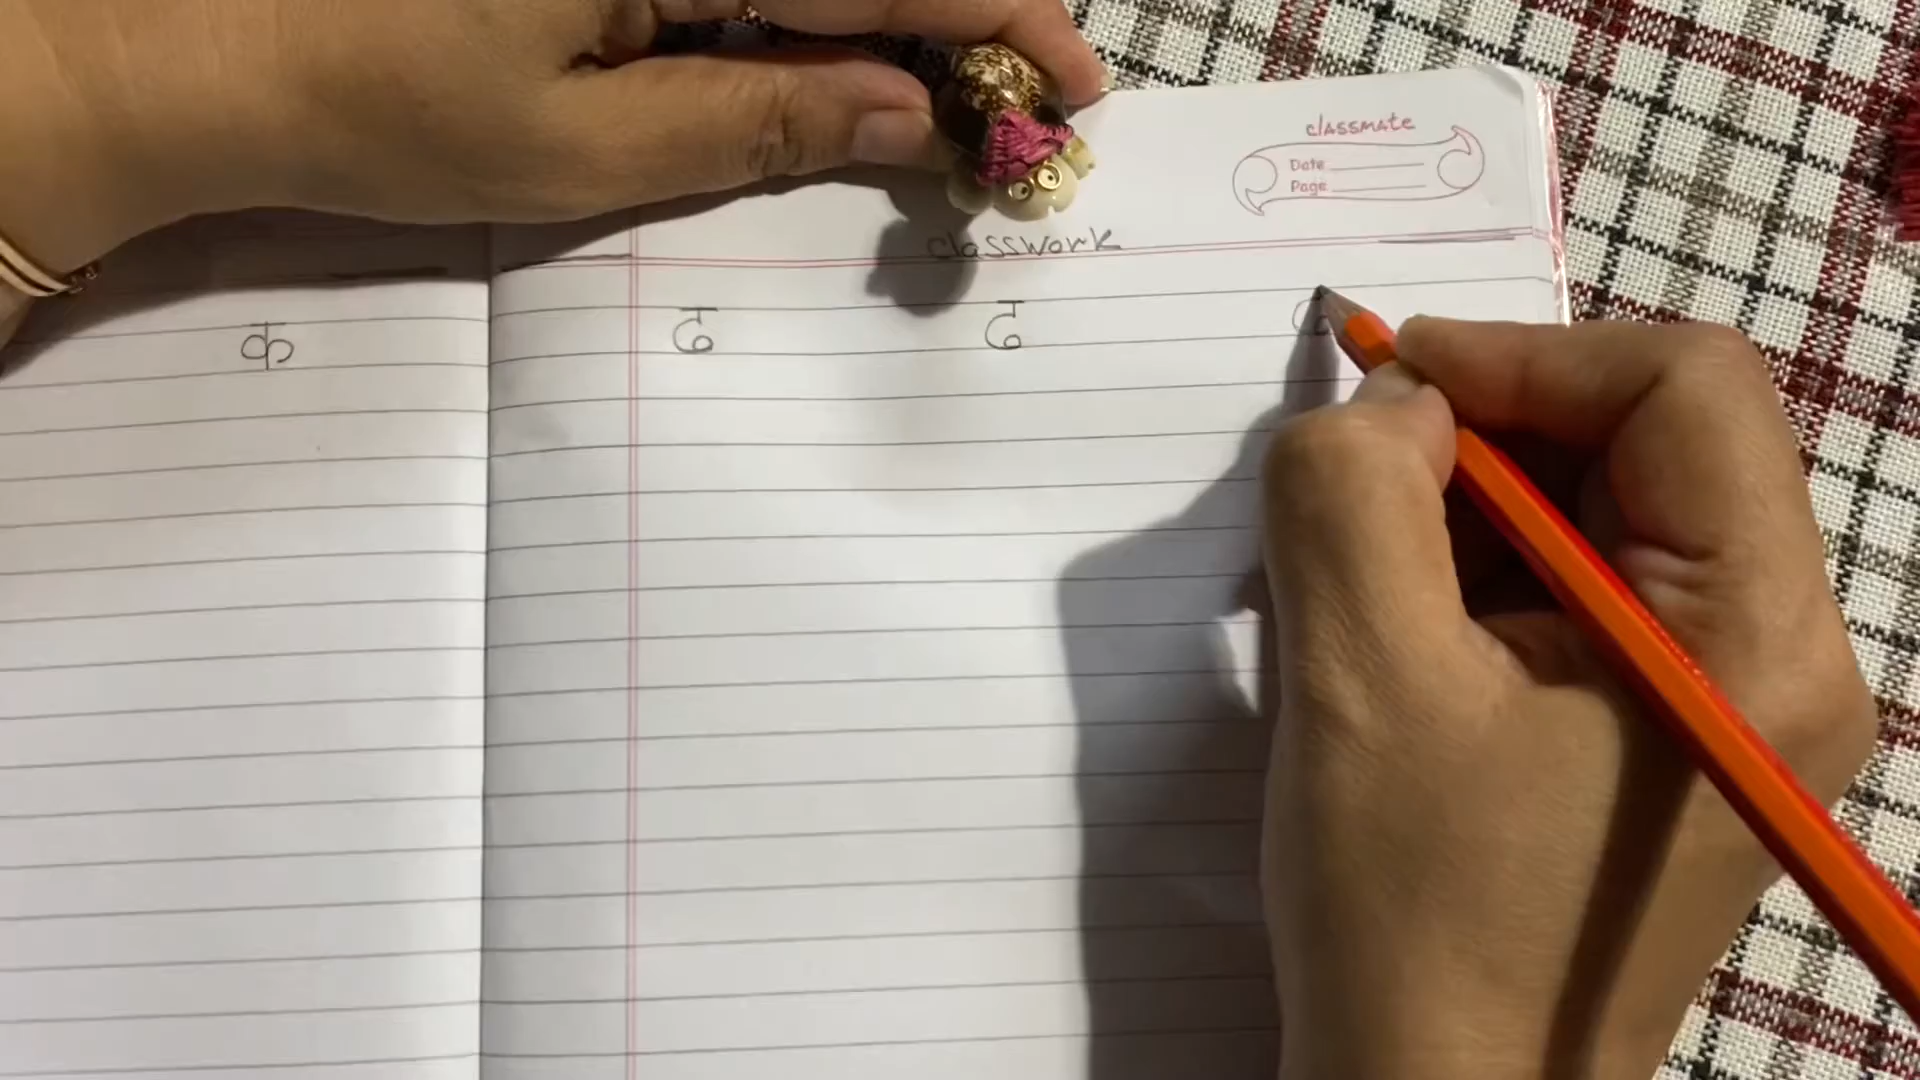 classmate
Date
Page
classwork
क ढ ढ